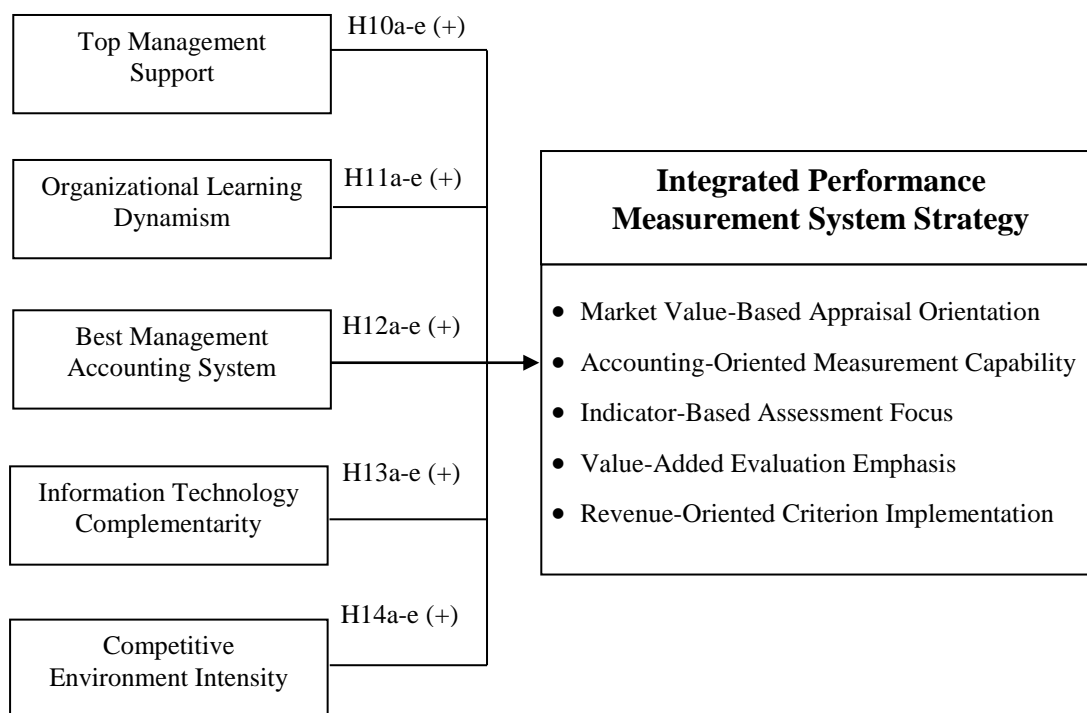 H10a-e (+)
Top Management
Support
H11a-e (+)
Organizational Learning
Dynamism
H12a-e (+)
Best Management
Accounting System
H13a-e (+)
Information Technology
Complementarity
H14a-e (+)
Competitive
Environment Intensity
Integrated Performance
Measurement System Strategy
• Market Value-Based Appraisal Orientation
• Accounting-Oriented Measurement Capability
• Indicator-Based Assessment Focus
• Value-Added Evaluation Emphasis
• Revenue-Oriented Criterion Implementation